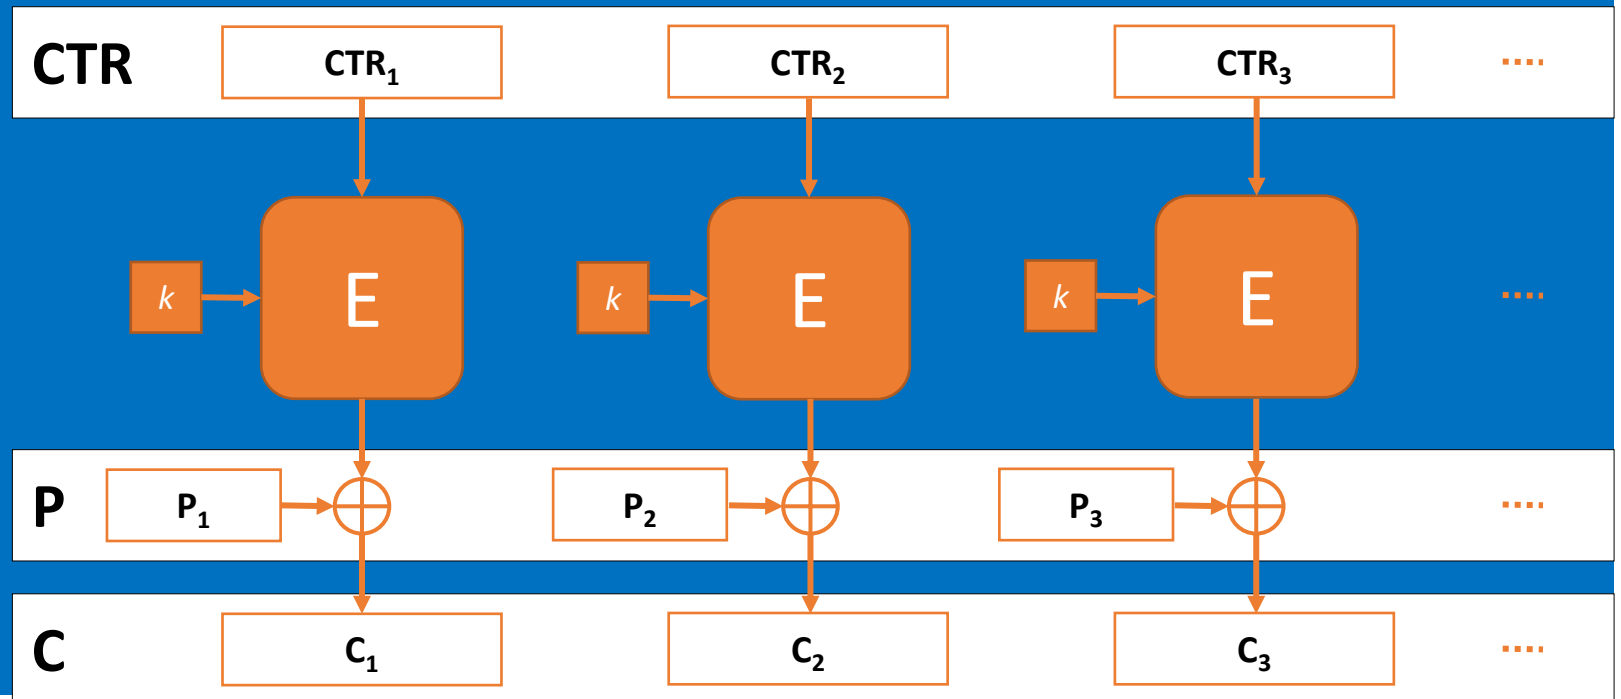 CTR CTR₁ CTR₂ CTR₃ ....
k E k E k E ....
P P₁ P₂ P₃ ....
C C₁ C₂ C₃ ....